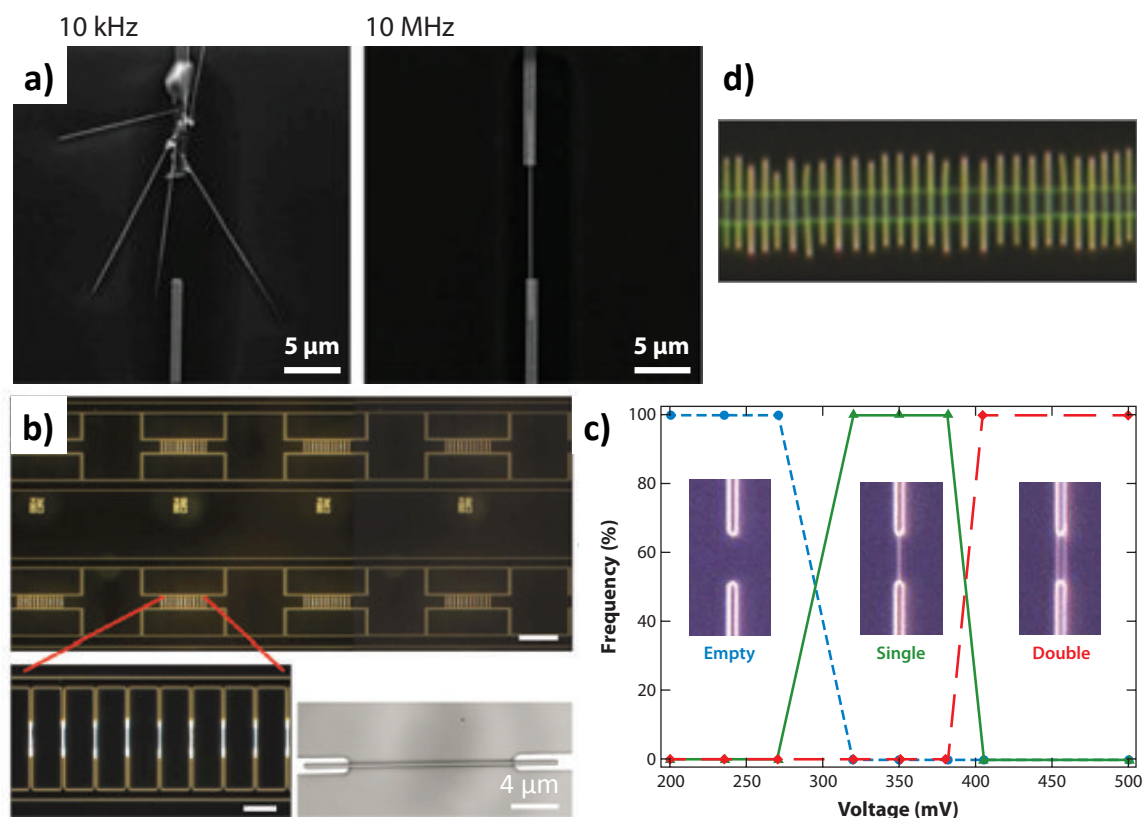 10 kHz
10 MHz
a)
5 µm
5 µm
d)
b)
4 µm
c)
100
80
60
40
20
0
Frequency (%)
Empty
Single
Double
200
250
300
350
400
450
500
Voltage (mV)